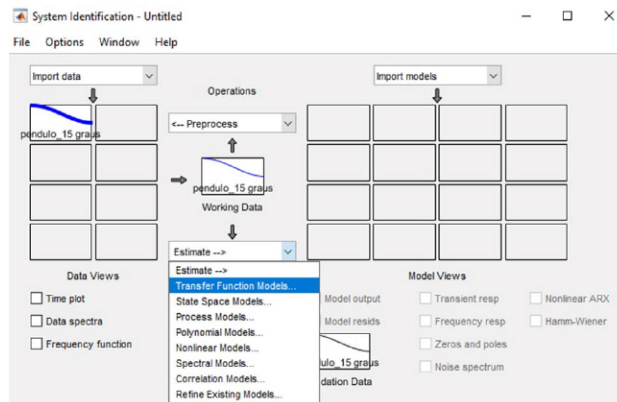 System Identification - Untitled
File Options Window Help
Import data
Import models
Operations
<-- Preprocess
pendulo_15 graus
pendulo_15 graus
Working Data
Estimate -->
Estimate -->
Transfer Function Models...
State Space Models...
Process Models...
Polynomial Models...
Nonlinear Models...
Spectral Models...
Correlation Models...
Refine Existing Models...
Data Views
Time plot
Data spectra
Frequency function
Model Views
Model output
Transient resp
Nonlinear ARX
Model resids
Frequency resp
Hamm-Wiener
Zeros and poles
Noise spectrum
ulo_15 graus
dation Data